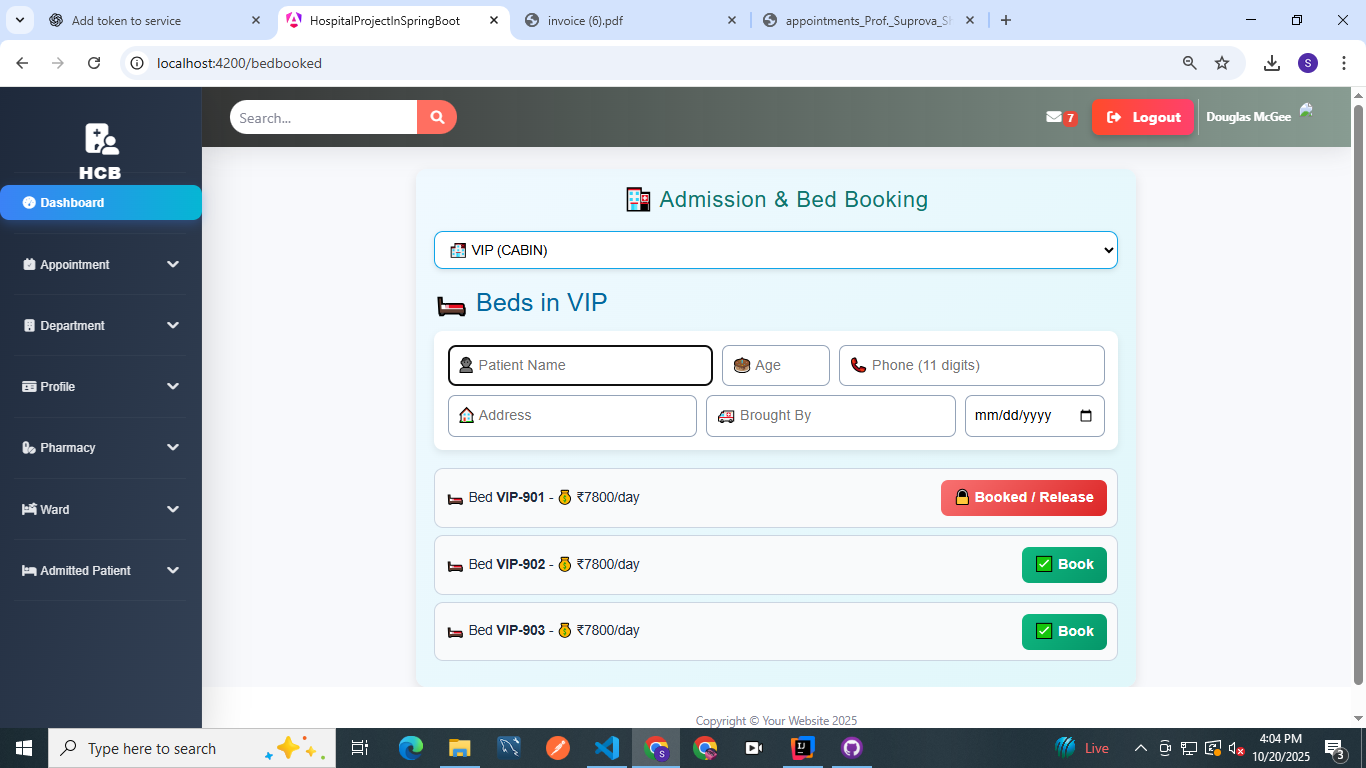 Add token to service
HospitalProjectInSpringBoot
invoice (6).pdf
appointments_Prof._Suprova_
localhost:4200/bedbooked
S
HCB
Dashboard
Appointment
Department
Profile
Pharmacy
Ward
Admitted Patient
Search...
7
Logout
Douglas McGee
Admission & Bed Booking
VIP (CABIN)
Beds in VIP
Patient Name
Age
Phone (11 digits)
Address
Brought By
mm/dd/yyyy
Bed VIP-901 - ₹7800/day
Booked / Release
Bed VIP-902 - ₹7800/day
Book
Bed VIP-903 - ₹7800/day
Book
Copyright © Your Website 2025
Type here to search
Live
4:04 PM
10/20/2025
3